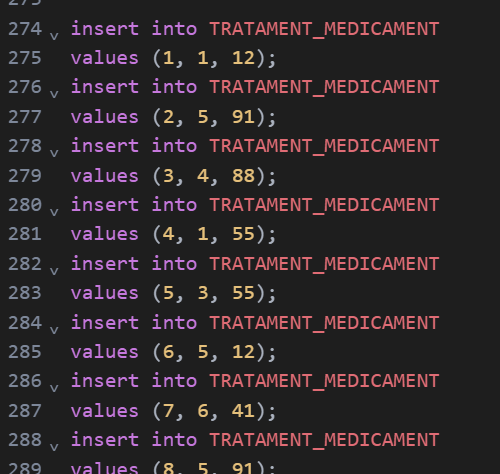 273
274 insert into TRATAMENT_MEDICAMENT
275 values (1, 1, 12);
276 insert into TRATAMENT_MEDICAMENT
277 values (2, 5, 91);
278 insert into TRATAMENT_MEDICAMENT
279 values (3, 4, 88);
280 insert into TRATAMENT_MEDICAMENT
281 values (4, 1, 55);
282 insert into TRATAMENT_MEDICAMENT
283 values (5, 3, 55);
284 insert into TRATAMENT_MEDICAMENT
285 values (6, 5, 12);
286 insert into TRATAMENT_MEDICAMENT
287 values (7, 6, 41);
288 insert into TRATAMENT_MEDICAMENT
289 values (8, 5, 91);